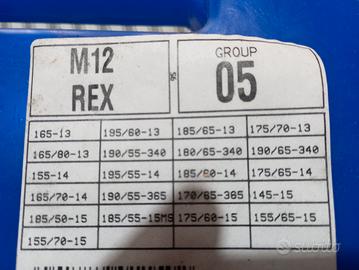 M12
REX
95
GROUP
05
165-13 195/60-13 185/65-13 175/70-13
165/80-13 190/55-340 180/65-340 190/65-340
155-14 195/55-14 185/60-14 175/65-14
165/70-14 190/55-365 170/65-365 145-15
185/50-15 185/55-15MS 175/60-15 155/65-15
155/70-15
subito